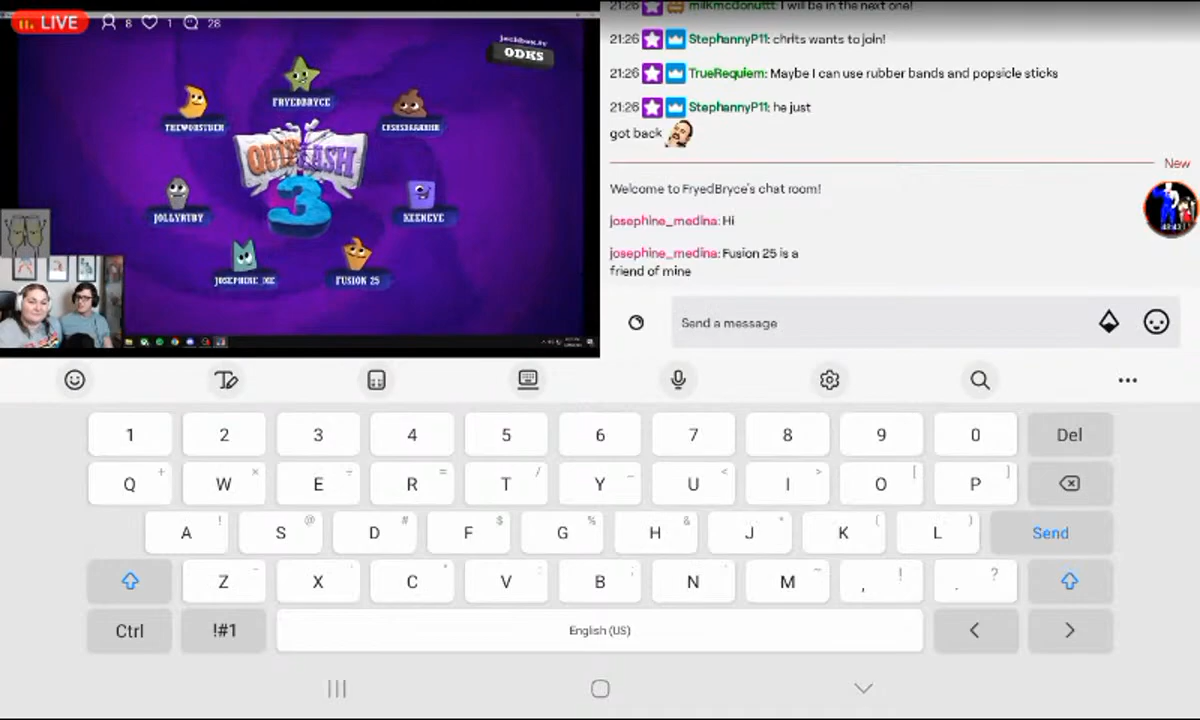 LIVE 8 1 28
jackbox.tv
ODKS
FRYEDBRYCE
QUIPLASH
3
KEENEYE
JOLLYRUBY
FUSION 25
21:26 milkmcdonuttt: I will be in the next one!
21:26 StephannyP11: chrits wants to join!
21:26 TrueRequiem: Maybe I can use rubber bands and popsicle sticks
21:26 StephannyP11: he just
got back
New
Welcome to FryedBryce's chat room!
josephine_medina: Hi
josephine_medina: Fusion 25 is a
friend of mine
Send a message
1 2 3 4 5 6 7 8 9 0 Del
Q W E R T Y U I O P
A S D F G H J K L Send
Z X C V B N M , ! . ?
Ctrl !#1 English (US) < >